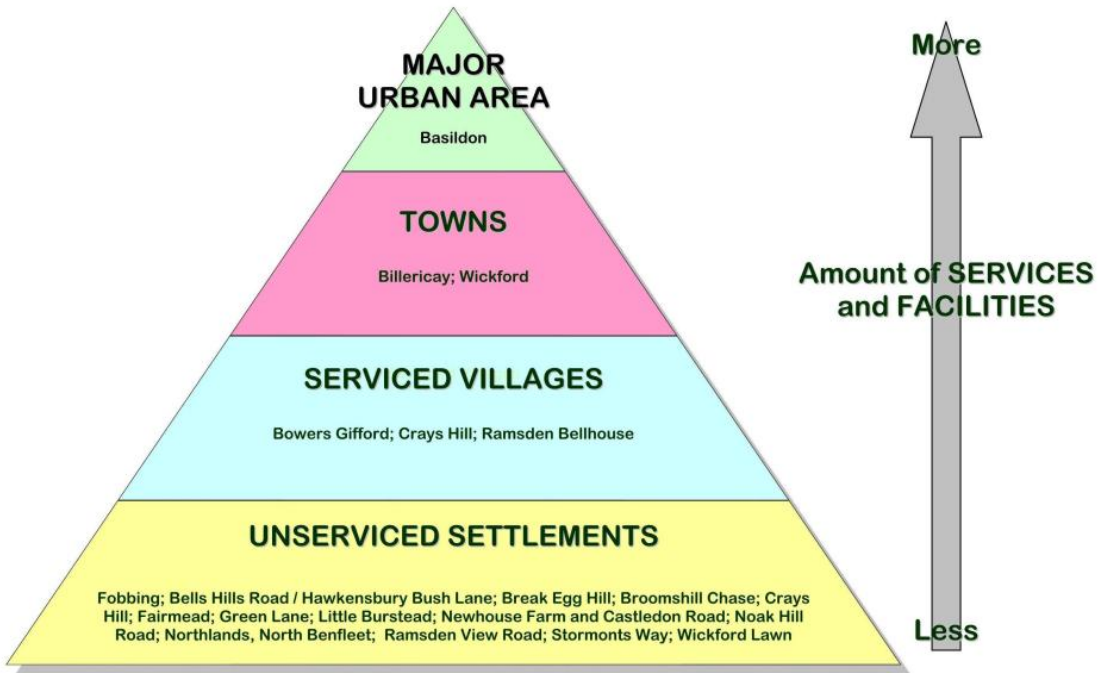 MAJOR
URBAN AREA
Basildon
TOWNS
Billericay; Wickford
SERVICED VILLAGES
Bowers Gifford; Crays Hill; Ramsden Bellhouse
UNSERVICED SETTLEMENTS
Fobbing; Bells Hills Road / Hawkensbury Bush Lane; Break Egg Hill; Broomshill Chase; Crays
Hill; Fairmead; Green Lane; Little Burstead; Newhouse Farm and Castledon Road; Noak Hill
Road; Northlands, North Benfleet; Ramsden View Road; Stormonts Way; Wickford Lawn
More
Amount of SERVICES
and FACILITIES
Less